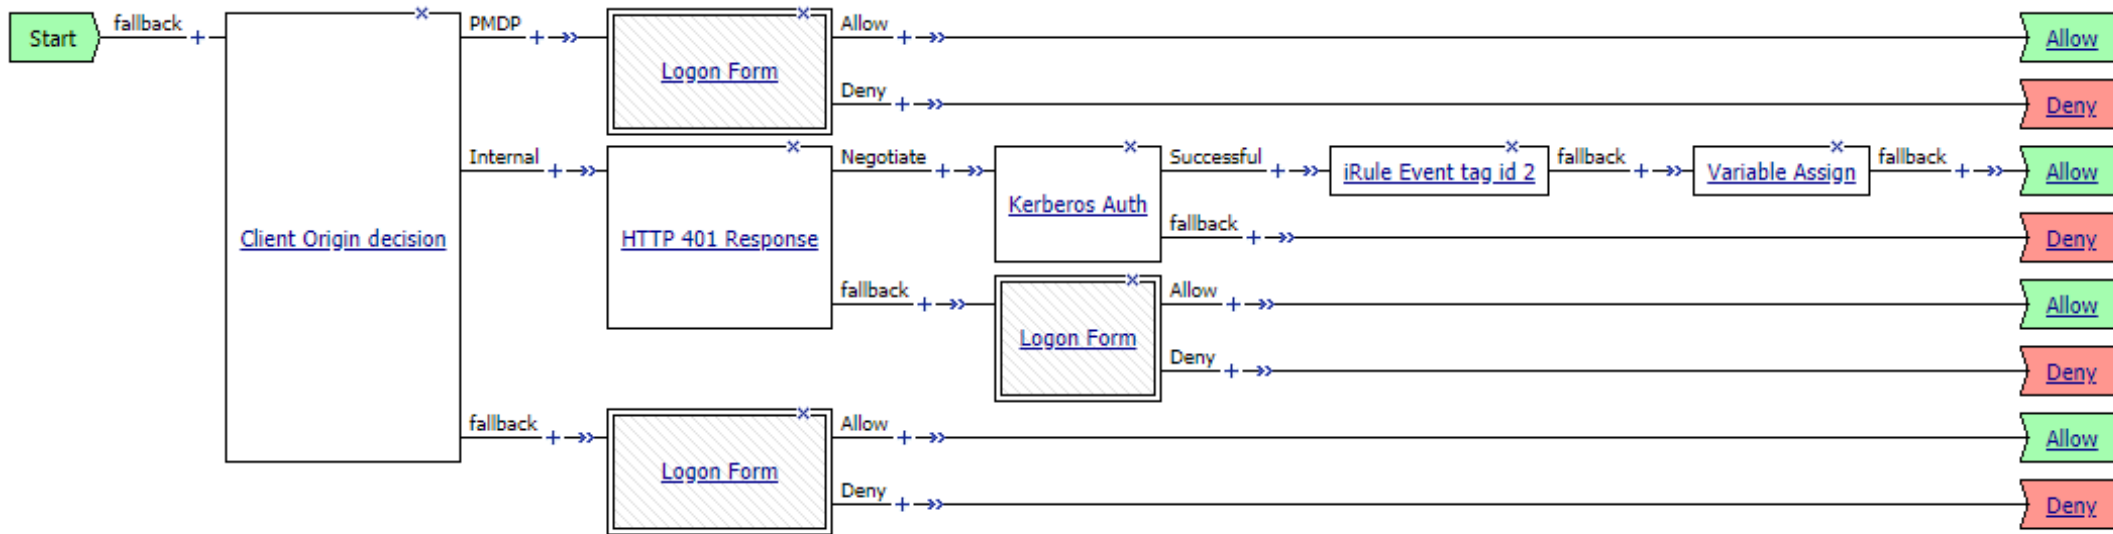 Start
fallback
Client Origin decision
PMDP
Logon Form
Allow
Allow
Deny
Deny
Internal
HTTP 401 Response
Negotiate
Kerberos Auth
Successful
iRule Event tag id 2
fallback
Variable Assign
fallback
Allow
fallback
Deny
fallback
Logon Form
Allow
Allow
Deny
Deny
fallback
Logon Form
Allow
Allow
Deny
Deny